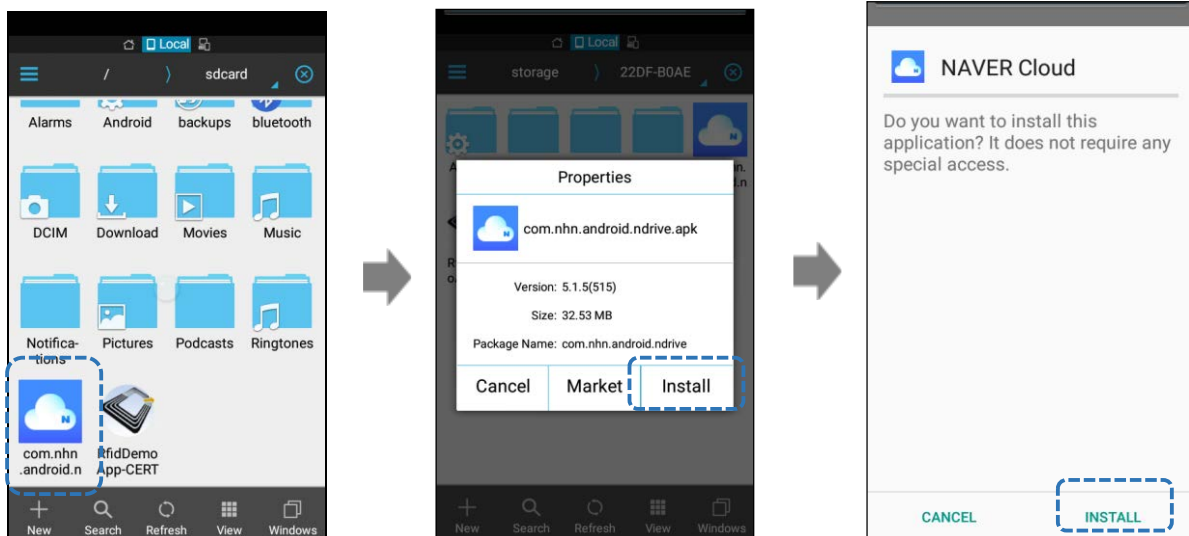 Local
/ sdcard
Alarms Android backups bluetooth
DCIM Download Movies Music
Notifica-
tions Pictures Podcasts Ringtones
com.nhn
.android.n
RfidDemo
App-CERT
New Search Refresh View Windows
Local
storage 22DF-B0AE
Properties
com.nhn.android.ndrive.apk
Version: 5.1.5(515)
Size: 32.53 MB
Package Name: com.nhn.android.ndrive
Cancel Market Install
New Search Refresh View Windows
NAVER Cloud
Do you want to install this
application? It does not require any
special access.
CANCEL INSTALL